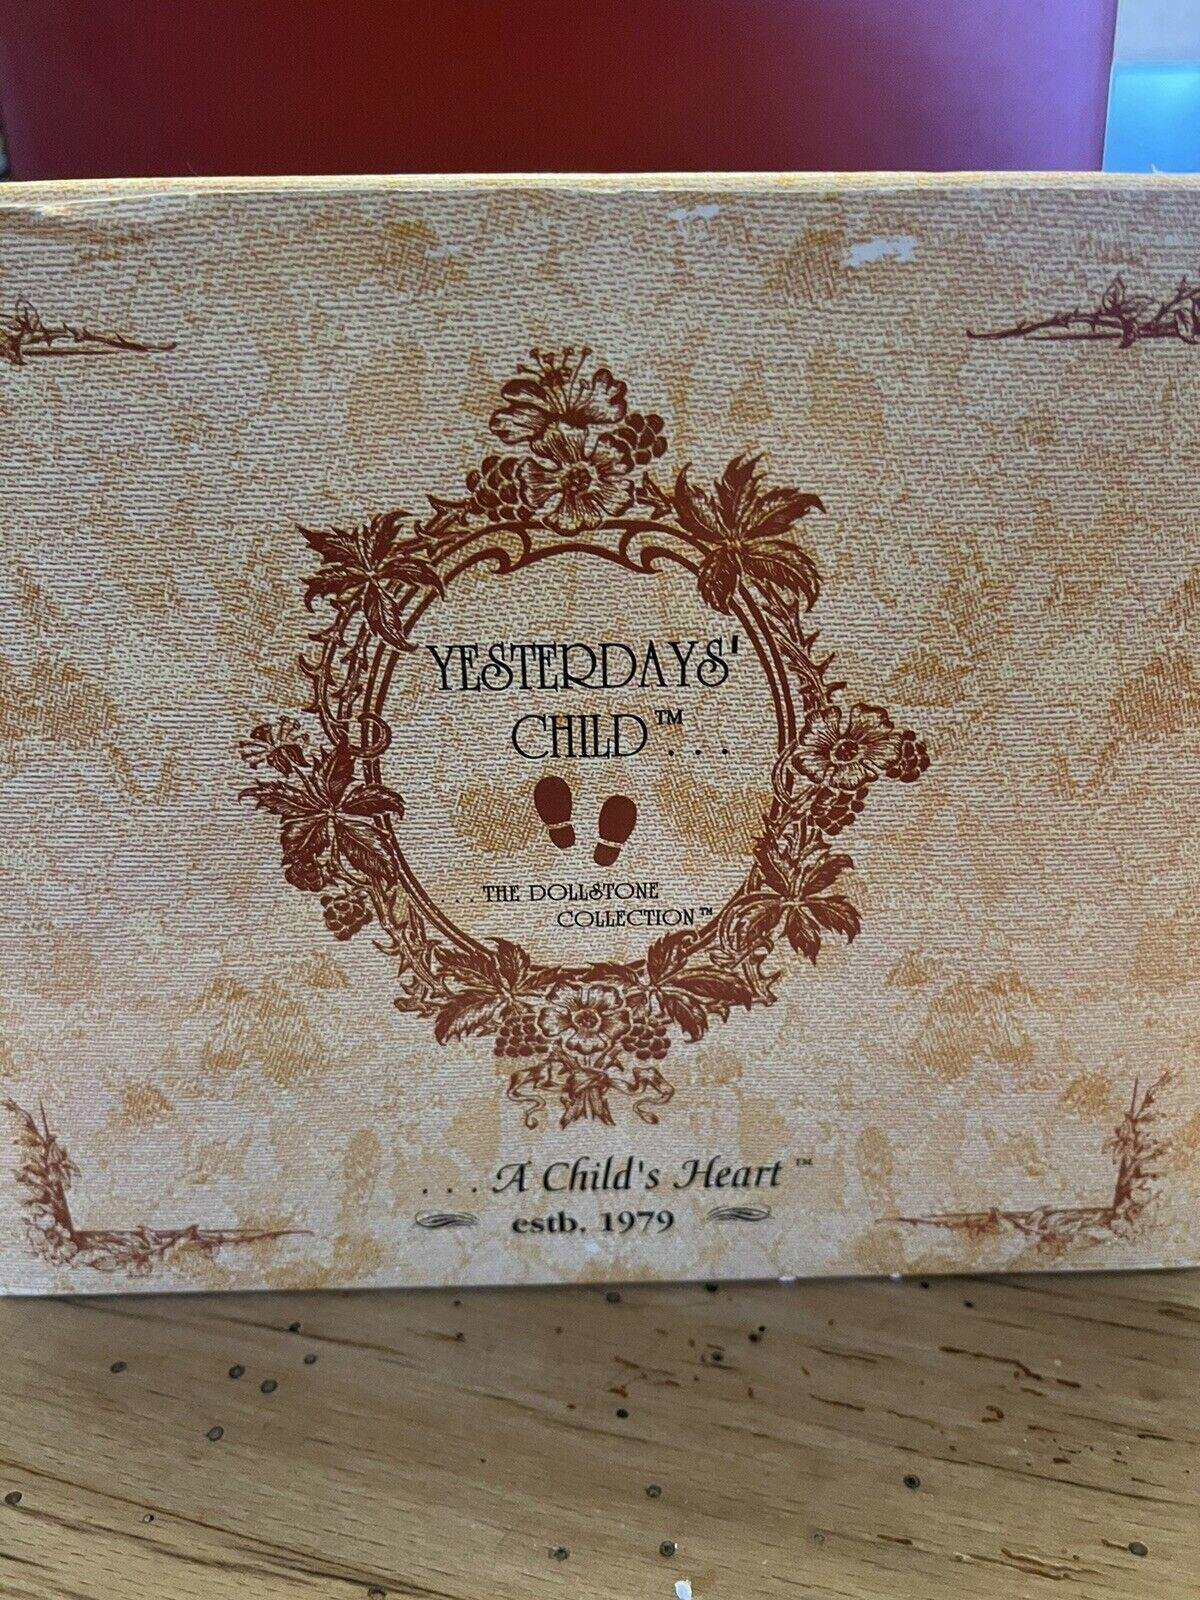 YESTERDAYS'
CHILD™...
..THE DOLLSTONE
COLLECTION™
...A Child's Heart™
estb. 1979